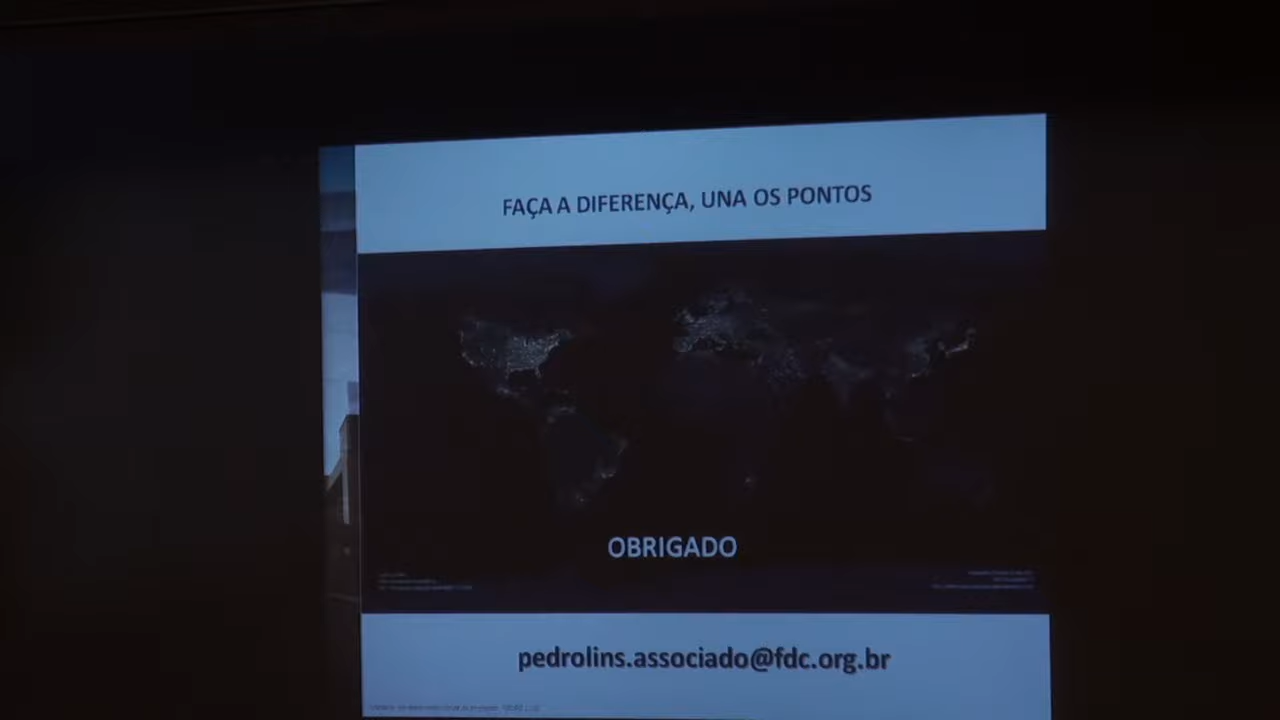 FAÇA A DIFERENÇA, UNA OS PONTOS
OBRIGADO
pedrolins.associado@fdc.org.br